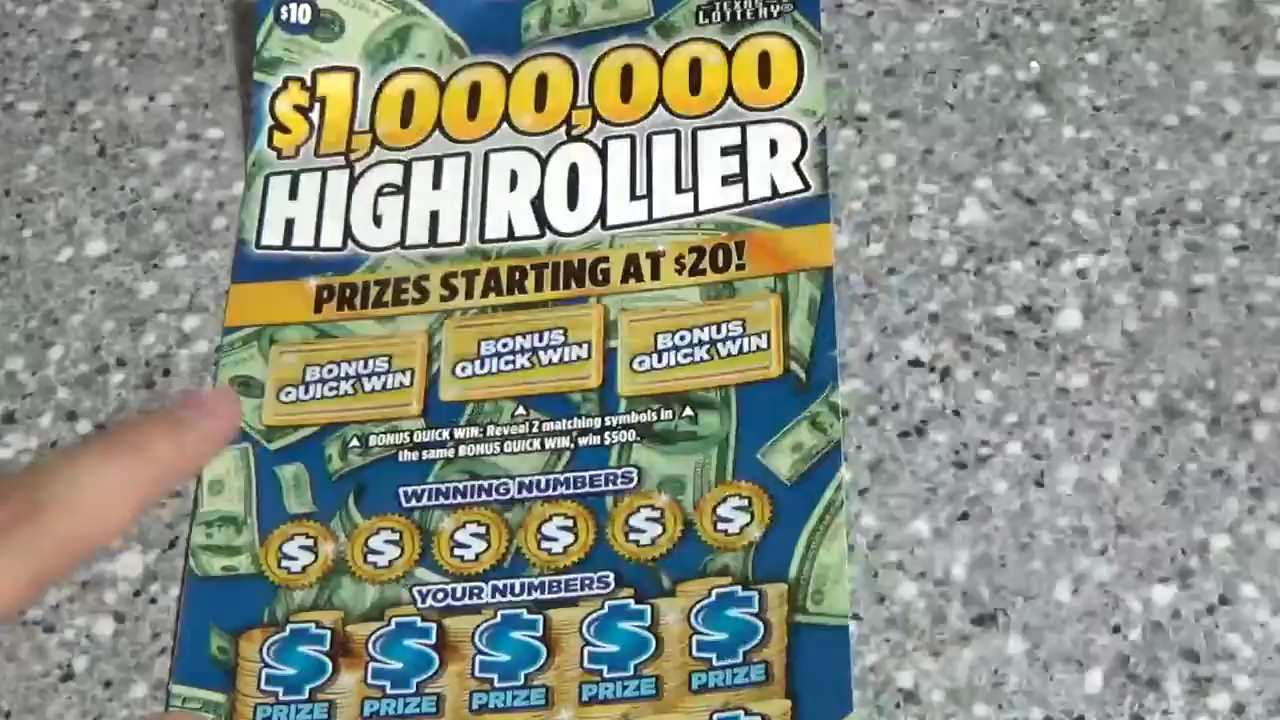 $10
TEXAS
LOTTERY®
$1,000,000
HIGH ROLLER
PRIZES STARTING AT $20!
BONUS
QUICK WIN
BONUS
QUICK WIN
BONUS
QUICK WIN
BONUS QUICK WIN: Reveal 2 matching symbols in
the same BONUS QUICK WIN, win $500.
WINNING NUMBERS
$ $ $ $ $ $
YOUR NUMBERS
$ $ $ $ $
PRIZE PRIZE PRIZE PRIZE PRIZE